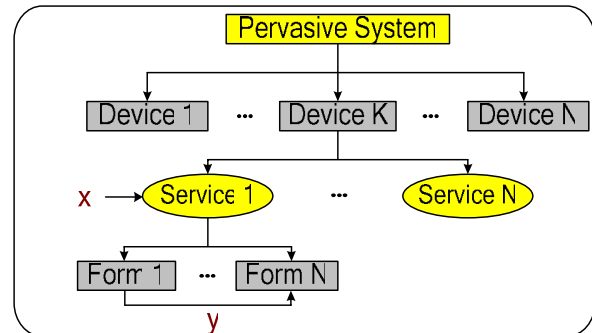 Pervasive System
Device 1 ... Device K ... Device N
x Service 1 ... Service N
Form 1 ... Form N
y